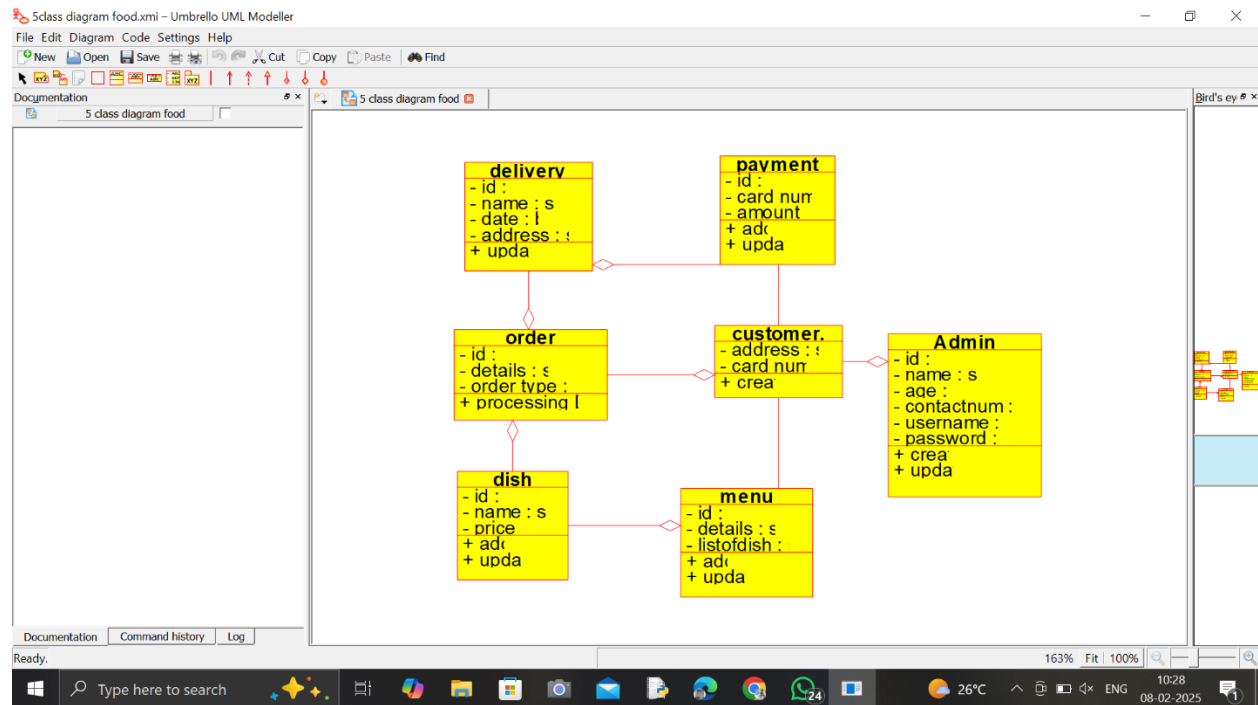 5class diagram food.xmi – Umbrello UML Modeller
File Edit Diagram Code Settings Help
New Open Save Cut Copy Paste Find
Documentation
5 class diagram food
5 class diagram food
Bird's ey
delivery
- id :
- name : s
- date :
- address : s
+ upda
payment
- id :
- card num
- amount
+ add
+ upda
order
- id :
- details : s
- order type :
+ processing
customer.
- address : s
- card num
+ crea
Admin
- id :
- name : s
- age :
- contactnum :
- username :
- password :
+ crea
+ upda
dish
- id :
- name : s
- price
+ add
+ upda
menu
- id :
- details : s
- listofdish :
+ add
+ upda
Documentation Command history Log
Ready.
163% Fit 100%
Type here to search
24
26°C
ENG
10:28
08-02-2025
1